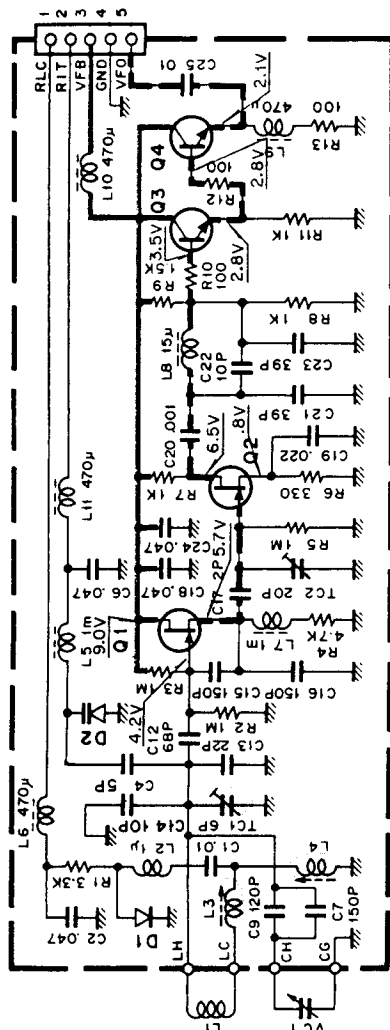 1 2 3 4 5
RLC
RIT
VFB
GND
VFO
C25 .01
2.1V
470μ
L9
100
R13
Q4
2.8V
100
R12
L10 470μ
Q3
3.5V
1.5K
R9
R10
100
2.8V
R11 1K
L8 15μ
C22
10P
R8
1K
C23 39P
C20 .001
C21 39P
6.5V
.8V
Q2
R7 1K
C19 .022
R6 330
L11 470μ
C24 .047
C18 .047
5.7V
C17 2P
R5
1M
TC2 20P
C6 .047
L5 1m
5.0V
Q1
L7 1m
4.7K
R4
R3 1M
4.2V
C15 150P
C16 150P
D2
C12
68P
R2 1M
C13 22P
C4
5P
L6 470μ
C14 10P
TC1 6P
L2 1μ
C1 .01
L4
R1 3.3K
L3
C9 120P
C7
150P
C2 .047
D1
LH
LC
CH
CG
L1